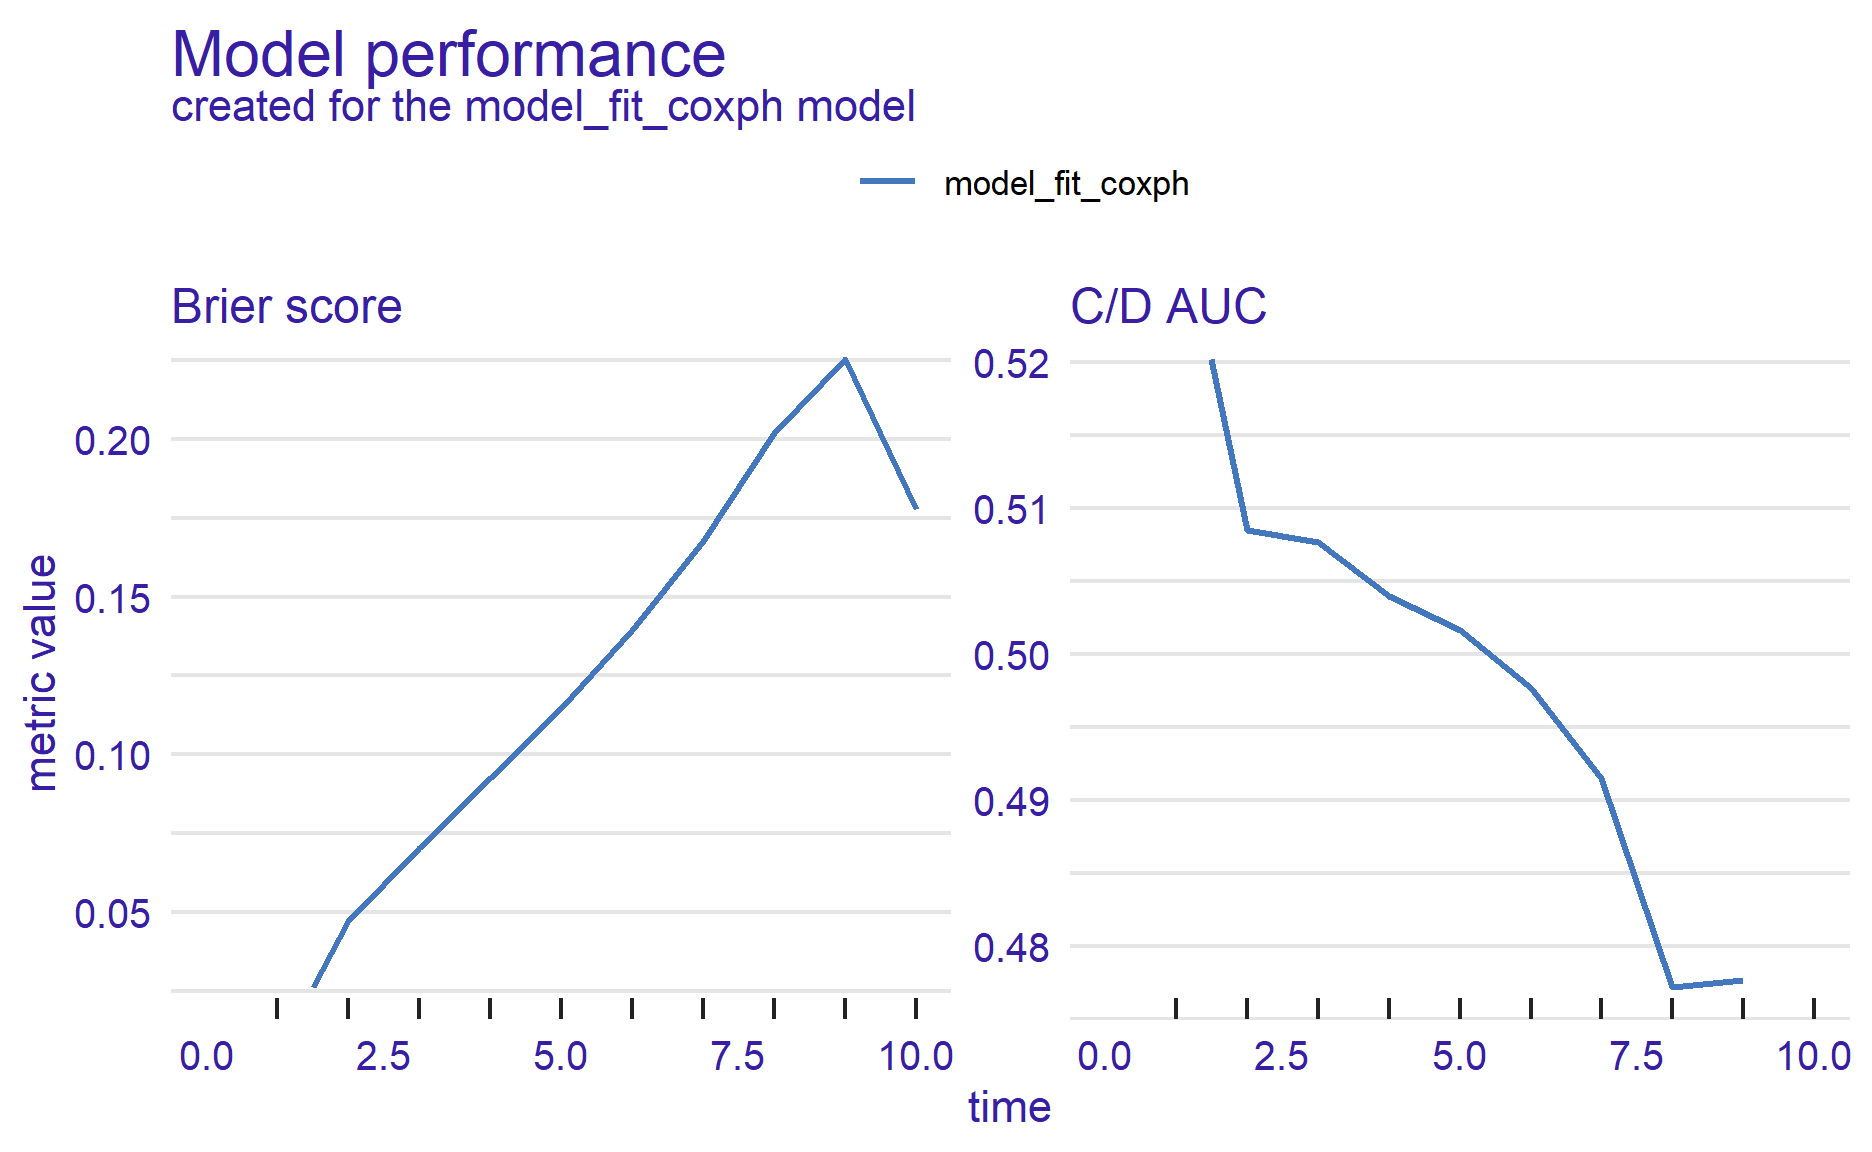 Model performance
created for the model_fit_coxph model
model_fit_coxph
Brier score
metric value
0.20
0.15
0.10
0.05
0.0 2.5 5.0 7.5 10.0
C/D AUC
0.52
0.51
0.50
0.49
0.48
0.0 2.5 5.0 7.5 10.0
time